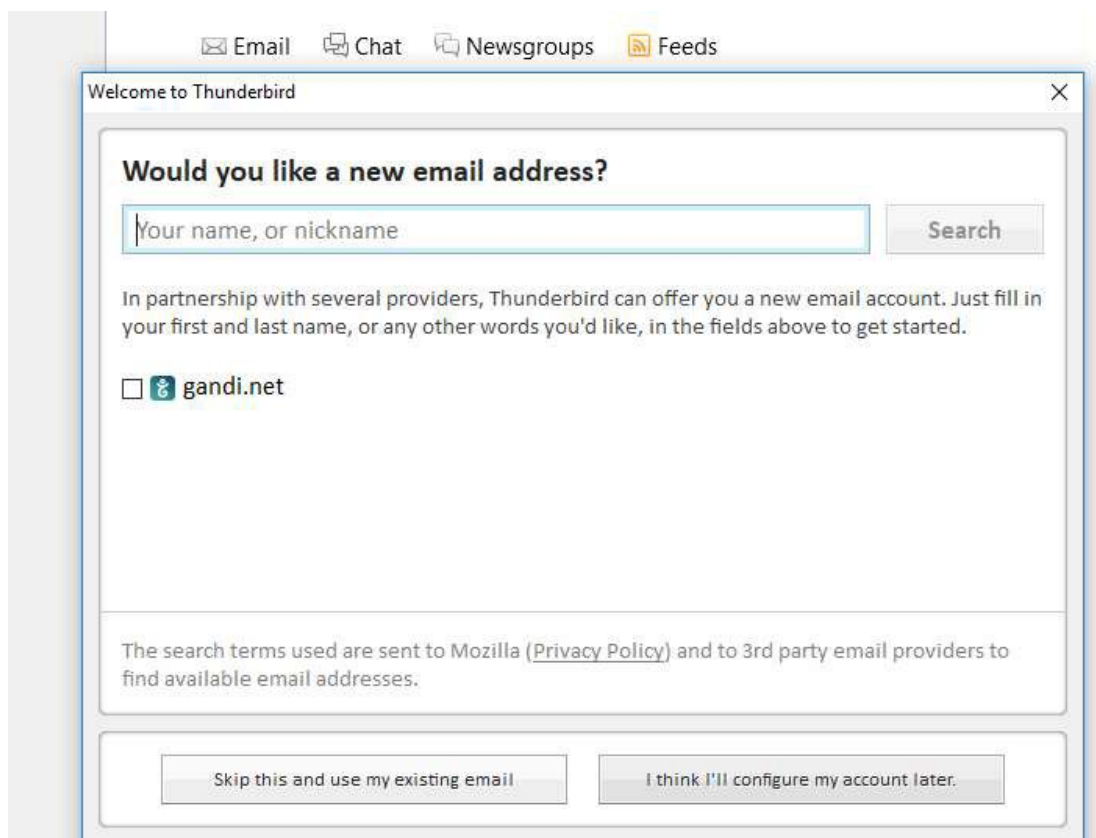 Email Chat Newsgroups Feeds
Welcome to Thunderbird
Would you like a new email address?
Your name, or nickname Search
In partnership with several providers, Thunderbird can offer you a new email account. Just fill in
your first and last name, or any other words you'd like, in the fields above to get started.
gandi.net
The search terms used are sent to Mozilla (Privacy Policy) and to 3rd party email providers to
find available email addresses.
Skip this and use my existing email I think I'll configure my account later.